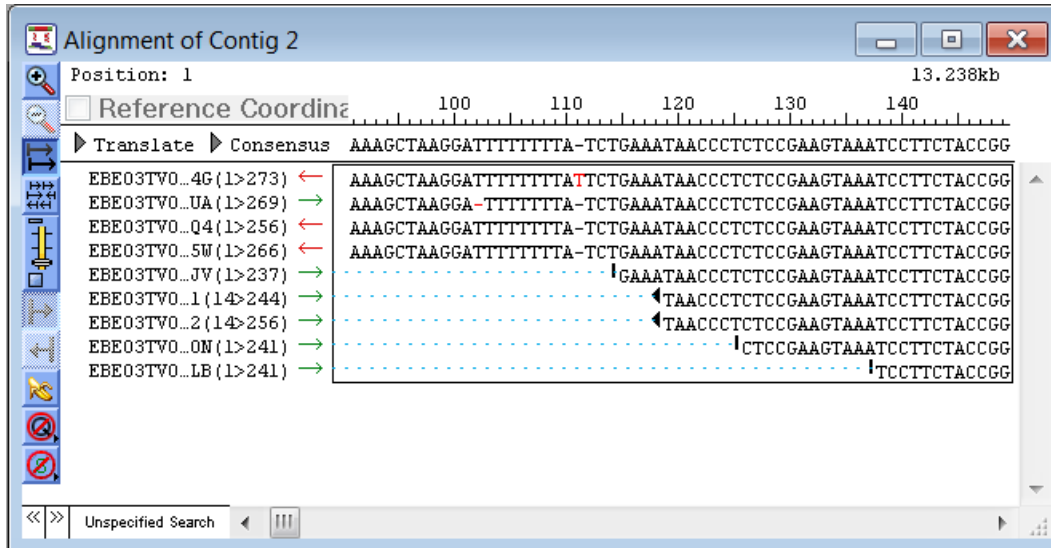 Alignment of Contig 2
Position: 1 13.238kb
Reference Coordina 100 110 120 130 140
Translate Consensus AAAGCTAAGGATTTTTTTTA-TCTGAAATAACCCTCTCCGAAGTAAATCCTTCTACCGG
EBE03TV0…4G(1>273) ← AAAGCTAAGGATTTTTTTTATTCTGAAATAACCCTCTCCGAAGTAAATCCTTCTACCGG
EBE03TV0…UA(1>269) → AAAGCTAAGGA-TTTTTTTA-TCTGAAATAACCCTCTCCGAAGTAAATCCTTCTACCGG
EBE03TV0…Q4(1>256) ← AAAGCTAAGGATTTTTTTTA-TCTGAAATAACCCTCTCCGAAGTAAATCCTTCTACCGG
EBE03TV0…5W(1>266) ← AAAGCTAAGGATTTTTTTTA-TCTGAAATAACCCTCTCCGAAGTAAATCCTTCTACCGG
EBE03TV0…JV(1>237) → GAAATAACCCTCTCCGAAGTAAATCCTTCTACCGG
EBE03TV0…1(14>244) → TAACCCTCTCCGAAGTAAATCCTTCTACCGG
EBE03TV0…2(14>256) → TAACCCTCTCCGAAGTAAATCCTTCTACCGG
EBE03TV0…0N(1>241) → CTCCGAAGTAAATCCTTCTACCGG
EBE03TV0…LB(1>241) → TCCTTCTACCGG
Unspecified Search